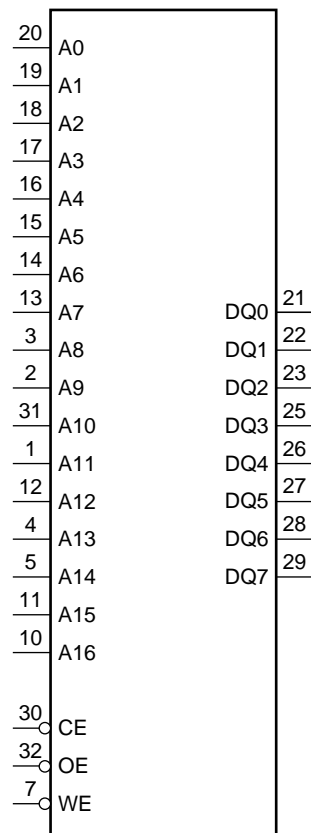 20 A0
19 A1
18 A2
17 A3
16 A4
15 A5
14 A6
13 A7 DQ0 21
3 A8 DQ1 22
2 A9 DQ2 23
31 A10 DQ3 25
1 A11 DQ4 26
12 A12 DQ5 27
4 A13 DQ6 28
5 A14 DQ7 29
11 A15
10 A16
30 CE
32 OE
7 WE